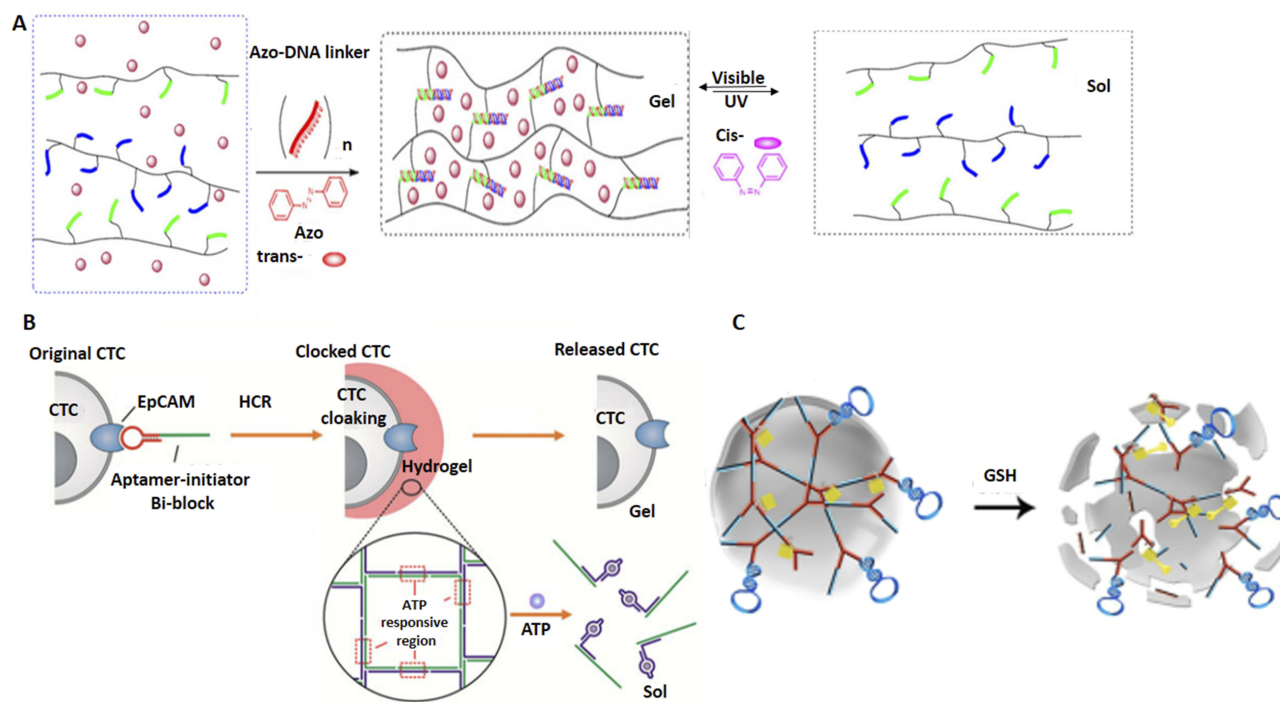 A
Azo-DNA linker
n
N
N
Azo
trans-
Gel
Visible
UV
Cis-
N=N
Sol
B
Original CTC
CTC
EpCAM
Aptamer-initiator
Bi-block
HCR
Clocked CTC
CTC
cloaking
Hydrogel
Released CTC
CTC
Gel
ATP
responsive
region
ATP
Sol
C
GSH